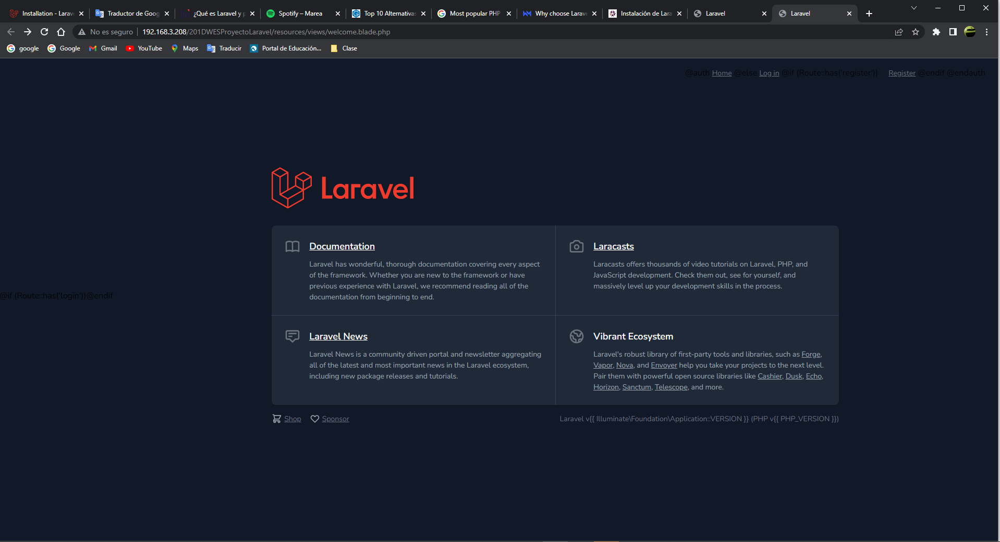 Installation - Larav
Traductor de Goog
¿Qué es Laravel y p
Spotify – Marea
Top 10 Alternativas
Most popular PHP
Why choose Larave
Instalación de Lara
Laravel
Laravel
No es seguro
192.168.3.208/201DWESProyectoLaravel/resources/views/welcome.blade.php
google
Google
Gmail
YouTube
Maps
Traducir
Portal de Educación...
Clase
@auth Home @else Log in @if (Route::has('register')) Register @endif @endauth
Laravel
Documentation
Laravel has wonderful, thorough documentation covering every aspect
of the framework. Whether you are new to the framework or have
previous experience with Laravel, we recommend reading all of the
documentation from beginning to end.
Laracasts
Laracasts offers thousands of video tutorials on Laravel, PHP, and
JavaScript development. Check them out, see for yourself, and
massively level up your development skills in the process.
@if (Route::has('login'))@endif
Laravel News
Laravel News is a community driven portal and newsletter aggregating
all of the latest and most important news in the Laravel ecosystem,
including new package releases and tutorials.
Vibrant Ecosystem
Laravel's robust library of first-party tools and libraries, such as Forge,
Vapor, Nova, and Envoyer help you take your projects to the next level.
Pair them with powerful open source libraries like Cashier, Dusk, Echo,
Horizon, Sanctum, Telescope, and more.
Shop
Sponsor
Laravel v{{ Illuminate\Foundation\Application::VERSION }} (PHP v{{ PHP_VERSION }})